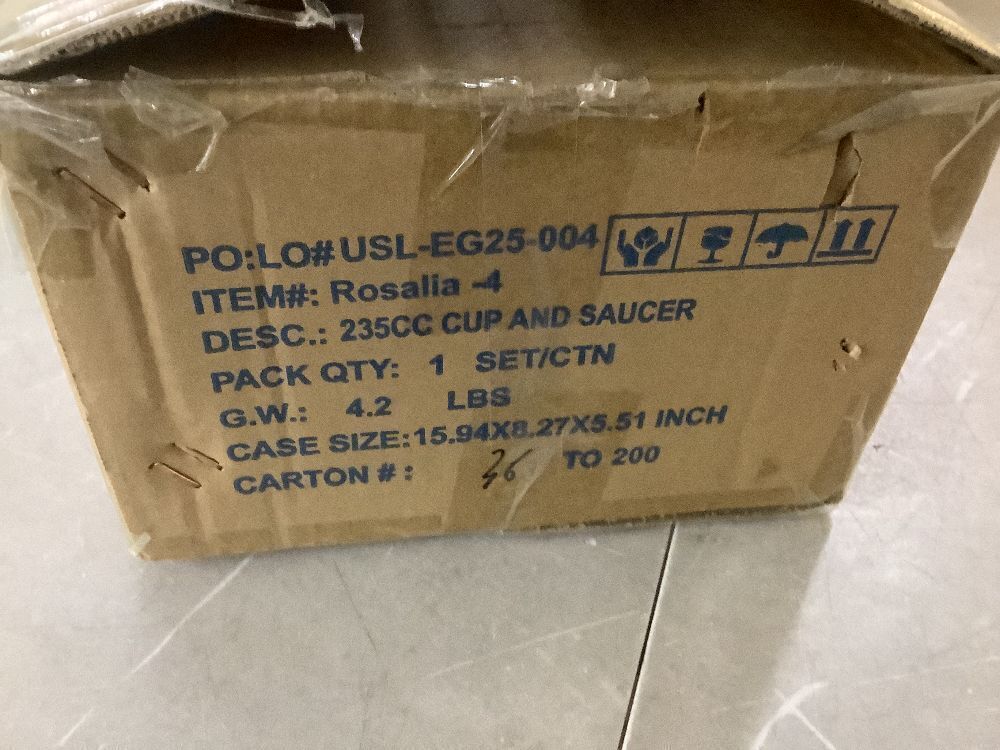 PO:LO# USL-EG25-004
ITEM#: Rosalia -4
DESC.: 235CC CUP AND SAUCER
PACK QTY: 1 SET/CTN
G.W.: 4.2 LBS
CASE SIZE:15.94X8.27X5.51 INCH
CARTON # : 36 TO 200